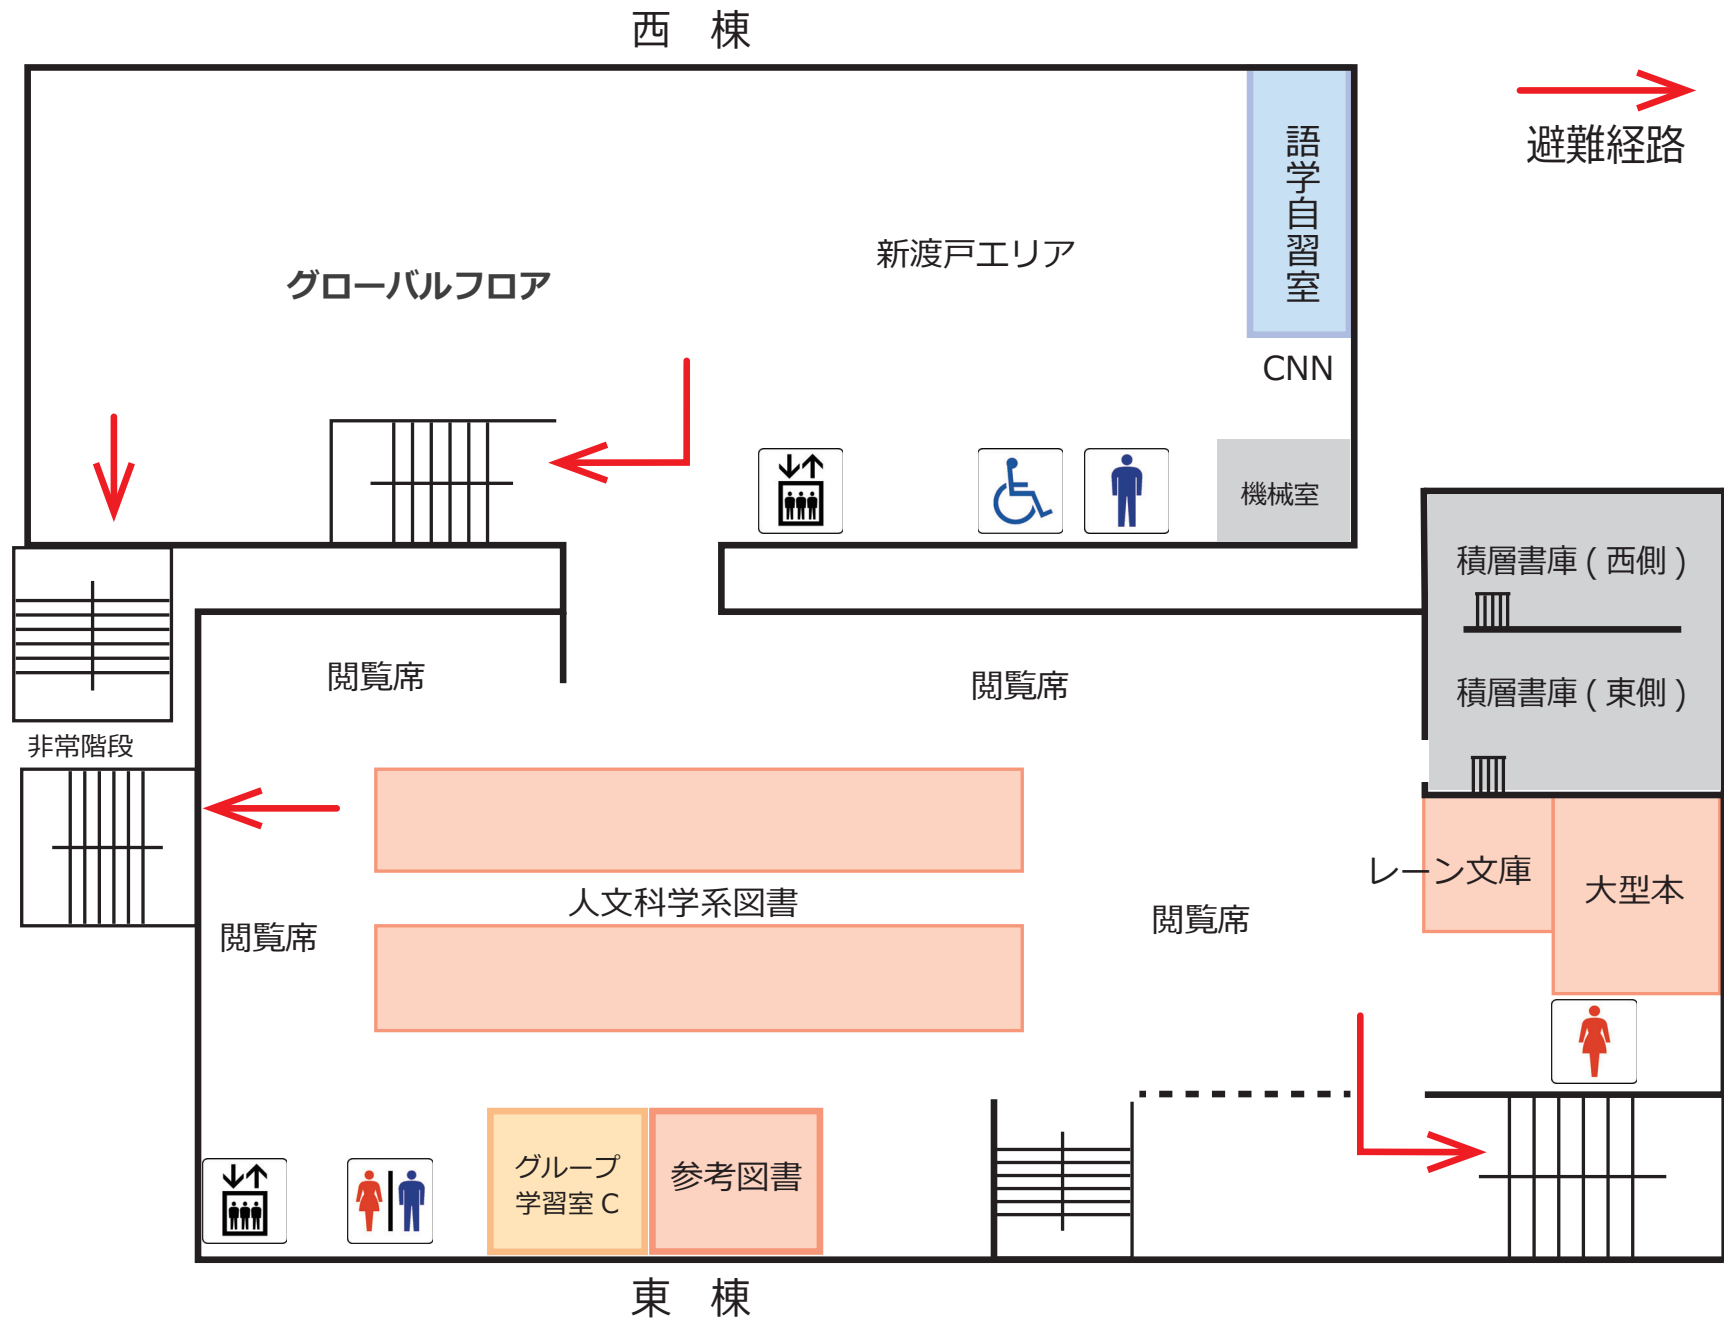 西 棟
避難経路
語学自習室
新渡戸エリア
グローバルフロア
CNN
機械室
積層書庫 ( 西側 )
積層書庫 ( 東側 )
閲覧席
閲覧席
非常階段
レーン文庫
大型本
人文科学系図書
閲覧席
閲覧席
グループ
学習室 C
参考図書
東 棟